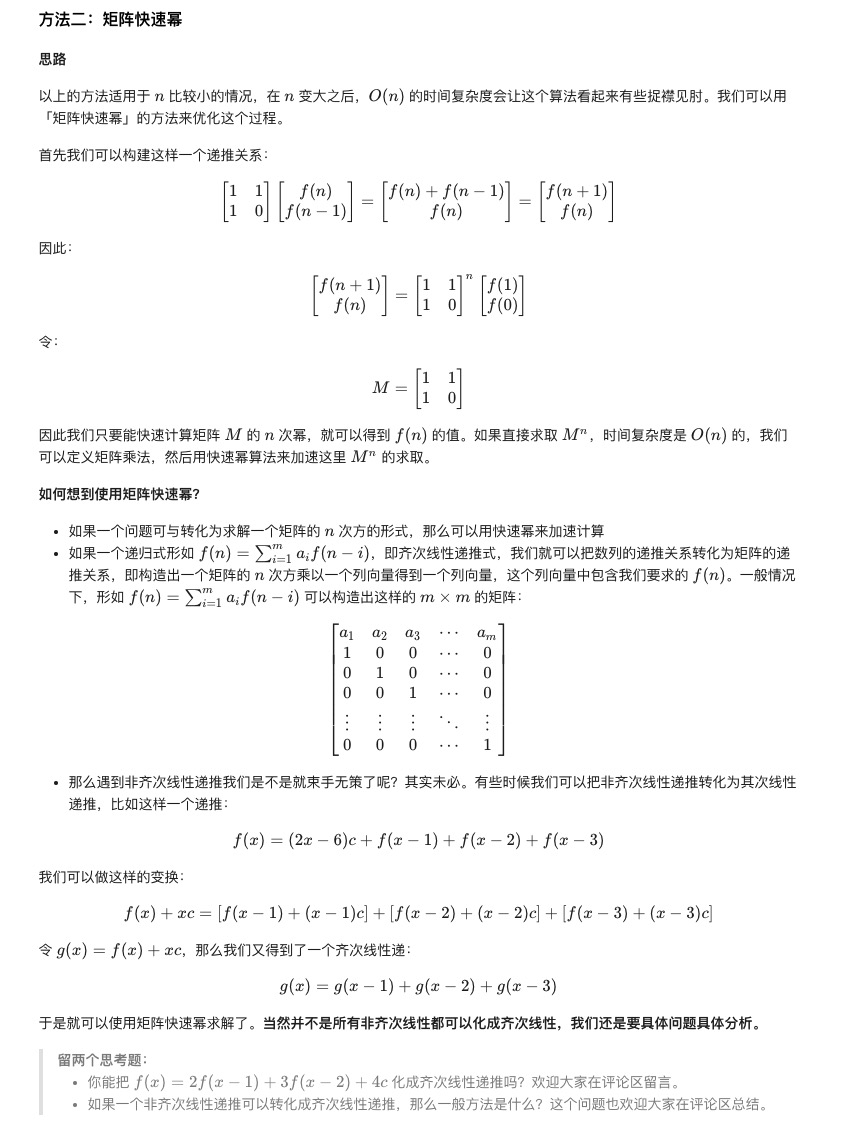 方法二：矩阵快速幂
思路
以上的方法适用于 n 比较小的情况，在 n 变大之后，O(n) 的时间复杂度会让这个算法看起来有些捉襟见肘。我们可以用
「矩阵快速幂」的方法来优化这个过程。
首先我们可以构建这样一个递推关系：
$$\begin{bmatrix} 1 & 1 \\ 1 & 0 \end{bmatrix} \begin{bmatrix} f(n) \\ f(n-1) \end{bmatrix} = \begin{bmatrix} f(n)+f(n-1) \\ f(n) \end{bmatrix} = \begin{bmatrix} f(n+1) \\ f(n) \end{bmatrix}$$
因此：
$$\begin{bmatrix} f(n+1) \\ f(n) \end{bmatrix} = \begin{bmatrix} 1 & 1 \\ 1 & 0 \end{bmatrix}^n \begin{bmatrix} f(1) \\ f(0) \end{bmatrix}$$
令：
$$M = \begin{bmatrix} 1 & 1 \\ 1 & 0 \end{bmatrix}$$
因此我们只要能快速计算矩阵 M 的 n 次幂，就可以得到 f(n) 的值。如果直接求取 $M^n$，时间复杂度是 O(n) 的，我们
可以定义矩阵乘法，然后用快速幂算法来加速这里 $M^n$ 的求取。
如何想到使用矩阵快速幂？
• 如果一个问题可与转化为求解一个矩阵的 n 次方的形式，那么可以用快速幂来加速计算
• 如果一个递归式形如 $f(n) = \sum_{i=1}^{m} a_i f(n-i)$，即齐次线性递推式，我们就可以把数列的递推关系转化为矩阵的递
推关系，即构造出一个矩阵的 n 次方乘以一个列向量得到一个列向量，这个列向量中包含我们要求的 f(n)。一般情况
下，形如 $f(n) = \sum_{i=1}^{m} a_i f(n-i)$ 可以构造出这样的 m × m 的矩阵：
$$\begin{bmatrix} a_1 & a_2 & a_3 & \cdots & a_m \\ 1 & 0 & 0 & \cdots & 0 \\ 0 & 1 & 0 & \cdots & 0 \\ 0 & 0 & 1 & \cdots & 0 \\ \vdots & \vdots & \vdots & \ddots & \vdots \\ 0 & 0 & 0 & \cdots & 1 \end{bmatrix}$$
• 那么遇到非齐次线性递推我们是不是就束手无策了呢？其实未必。有些时候我们可以把非齐次线性递推转化为其次线性
递推，比如这样一个递推：
f(x) = (2x − 6)c + f(x − 1) + f(x − 2) + f(x − 3)
我们可以做这样的变换：
f(x) + xc = [f(x − 1) + (x − 1)c] + [f(x − 2) + (x − 2)c] + [f(x − 3) + (x − 3)c]
令 g(x) = f(x) + xc，那么我们又得到了一个齐次线性递：
g(x) = g(x − 1) + g(x − 2) + g(x − 3)
于是就可以使用矩阵快速幂求解了。当然并不是所有非齐次线性都可以化成齐次线性，我们还是要具体问题具体分析。
留两个思考题：
• 你能把 f(x) = 2f(x − 1) + 3f(x − 2) + 4c 化成齐次线性递推吗？欢迎大家在评论区留言。
• 如果一个非齐次线性递推可以转化成齐次线性递推，那么一般方法是什么？这个问题也欢迎大家在评论区总结。